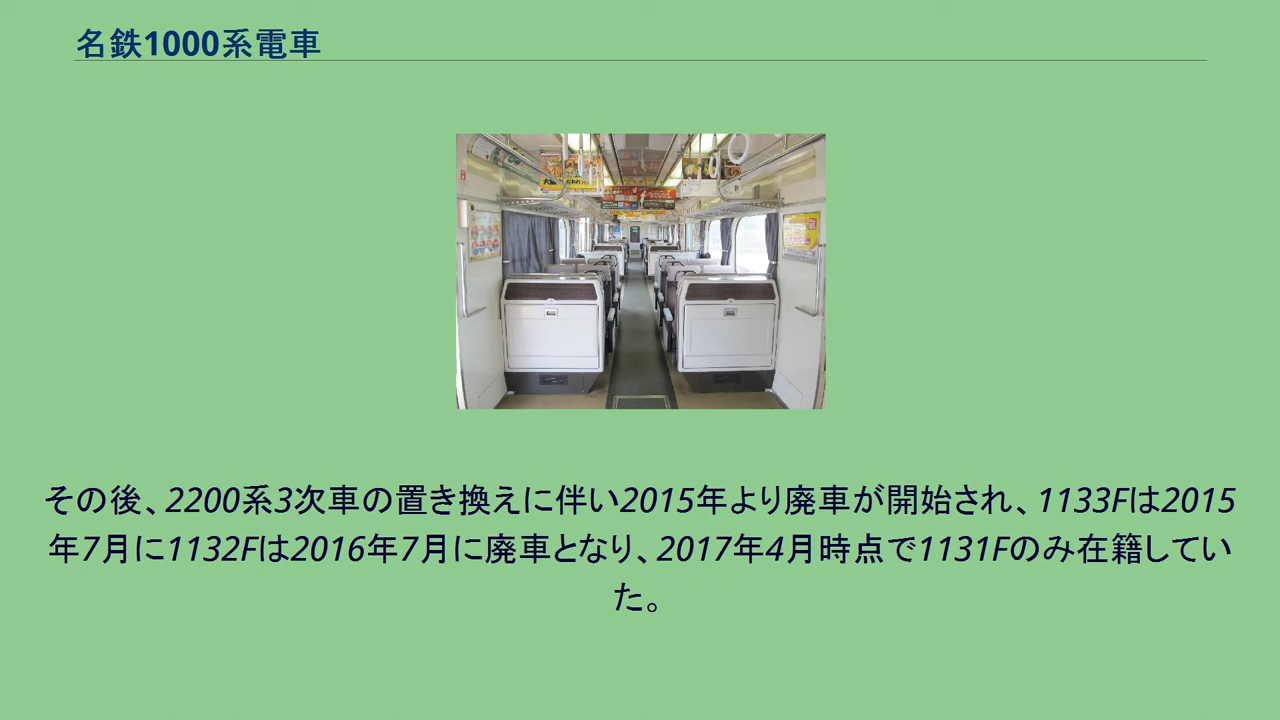 名鉄1000系電車
その後、2200系3次車の置き換えに伴い2015年より廃車が開始され、1133Fは2015
年7月に1132Fは2016年7月に廃車となり、2017年4月時点で1131Fのみ在籍してい
た。